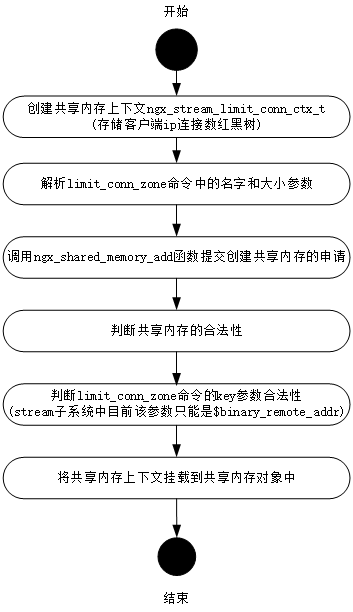 开始
创建共享内存上下文ngx_stream_limit_conn_ctx_t
(存储客户端ip连接数红黑树)
解析limit_conn_zone命令中的名字和大小参数
调用ngx_shared_memory_add函数提交创建共享内存的申请
判断共享内存的合法性
判断limit_conn_zone命令的key参数合法性
(stream子系统中目前该参数只能是$binary_remote_addr)
将共享内存上下文挂载到共享内存对象中
结束